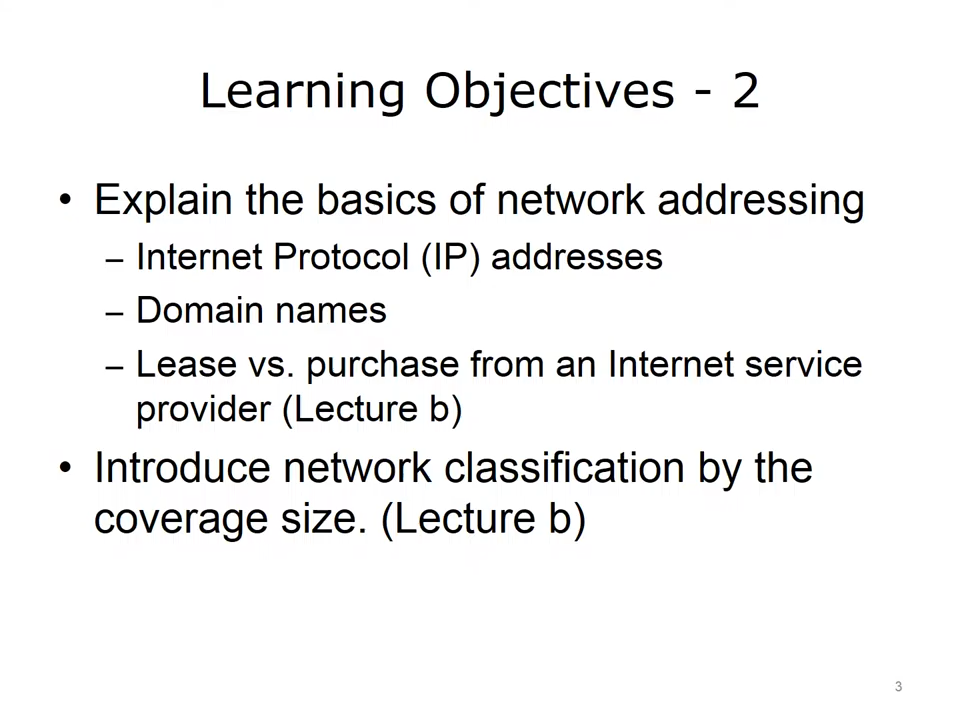 Learning Objectives - 2
• Explain the basics of network addressing
– Internet Protocol (IP) addresses
– Domain names
– Lease vs. purchase from an Internet service
provider (Lecture b)
• Introduce network classification by the
coverage size. (Lecture b)
3